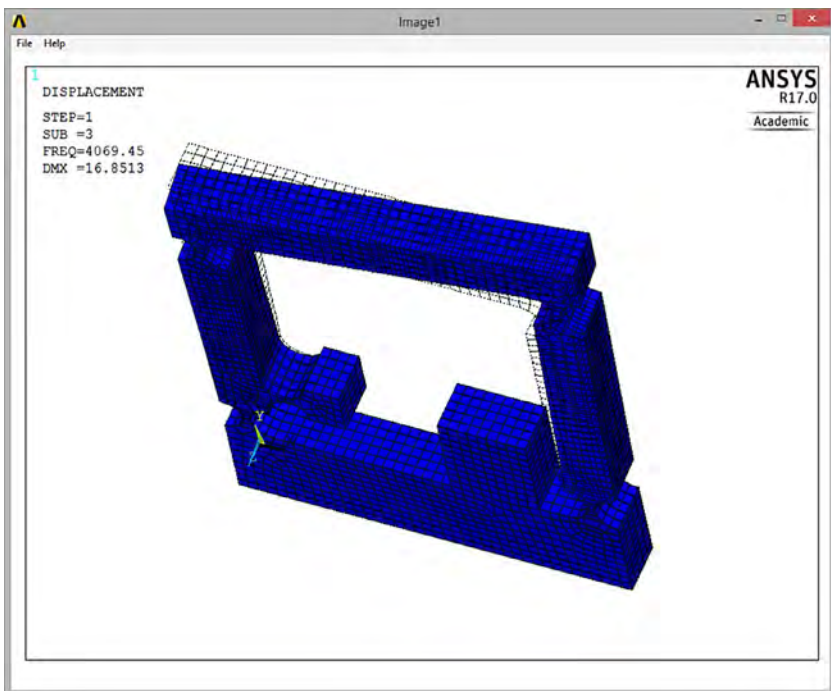 Image1
File Help
1
DISPLACEMENT
STEP=1
SUB =3
FREQ=4069.45
DMX =16.8513
ANSYS
R17.0
Academic
Y
Z